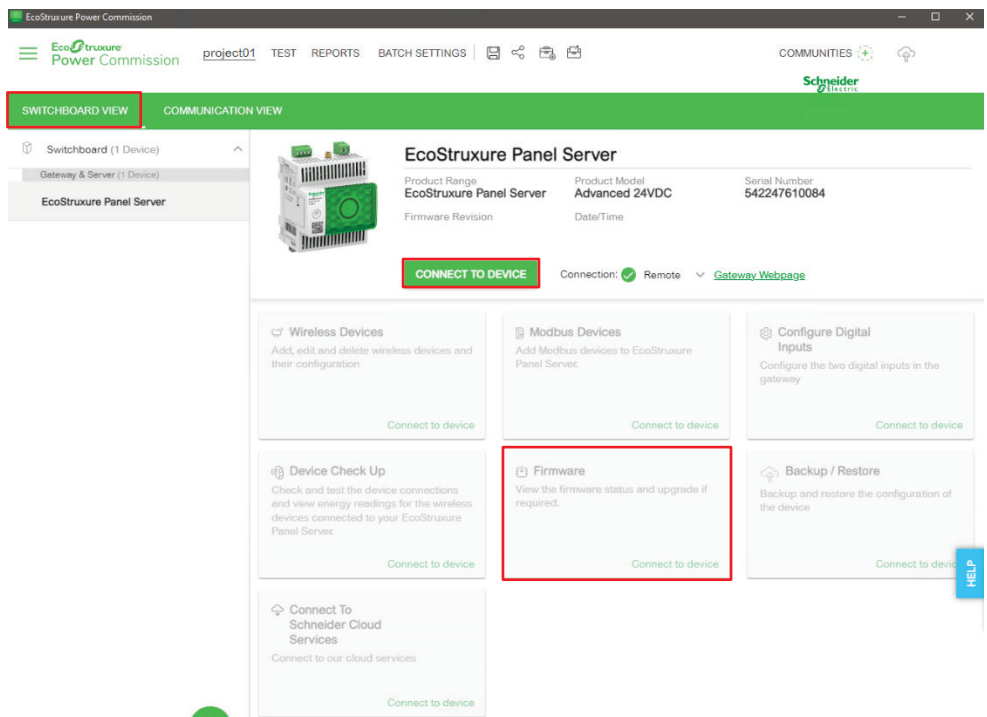 EcoStruxure Power Commission
EcoStruxure
Power Commission
project01 TEST REPORTS BATCH SETTINGS
COMMUNITIES
Schneider
Electric
SWITCHBOARD VIEW COMMUNICATION VIEW
Switchboard (1 Device)
Gateway & Server (1 Device)
EcoStruxure Panel Server
EcoStruxure Panel Server
Product Range Product Model Serial Number
EcoStruxure Panel Server Advanced 24VDC 542247610084
Firmware Revision Date/Time
CONNECT TO DEVICE Connection: Remote Gateway Webpage
Wireless Devices
Add, edit and delete wireless devices and
their configuration
Connect to device
Modbus Devices
Add Modbus devices to EcoStruxure
Panel Server.
Connect to device
Configure Digital
Inputs
Configure the two digital inputs in the
gateway
Connect to device
Device Check Up
Check and test the device connections
and view energy readings for the wireless
devices connected to your EcoStruxure
Panel Server.
Connect to device
Firmware
View the firmware status and upgrade if
required.
Connect to device
Backup / Restore
Backup and restore the configuration of
the device
Connect to devic
HELP
Connect To
Schneider Cloud
Services
Connect to our cloud services
Connect to device